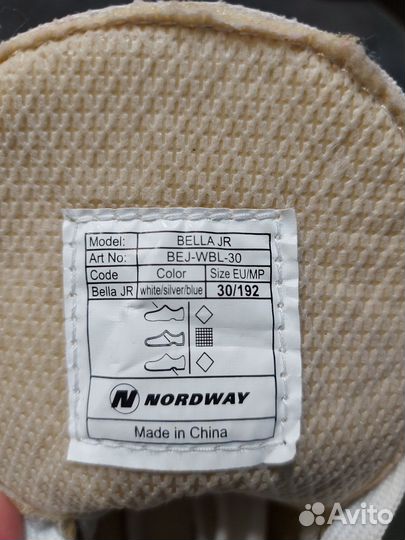 Model: BELLA JR
Art No: BEJ-WBL-30
Code Color Size EU/MP
Bella JR white/silver/blue 30/192
N NORDWAY
Made in China
Avito